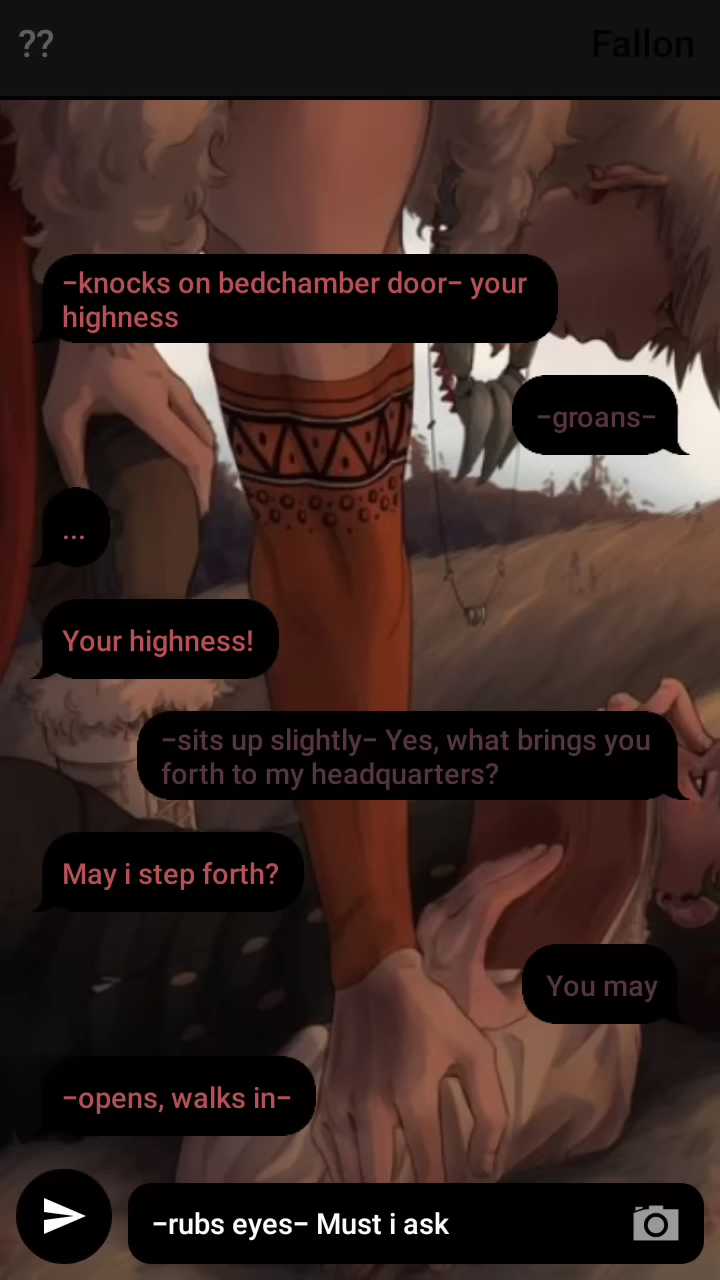 ??
Fallon
–knocks on bedchamber door– your
highness
–groans–
...
Your highness!
–sits up slightly– Yes, what brings you
forth to my headquarters?
May i step forth?
You may
–opens, walks in–
–rubs eyes– Must i ask